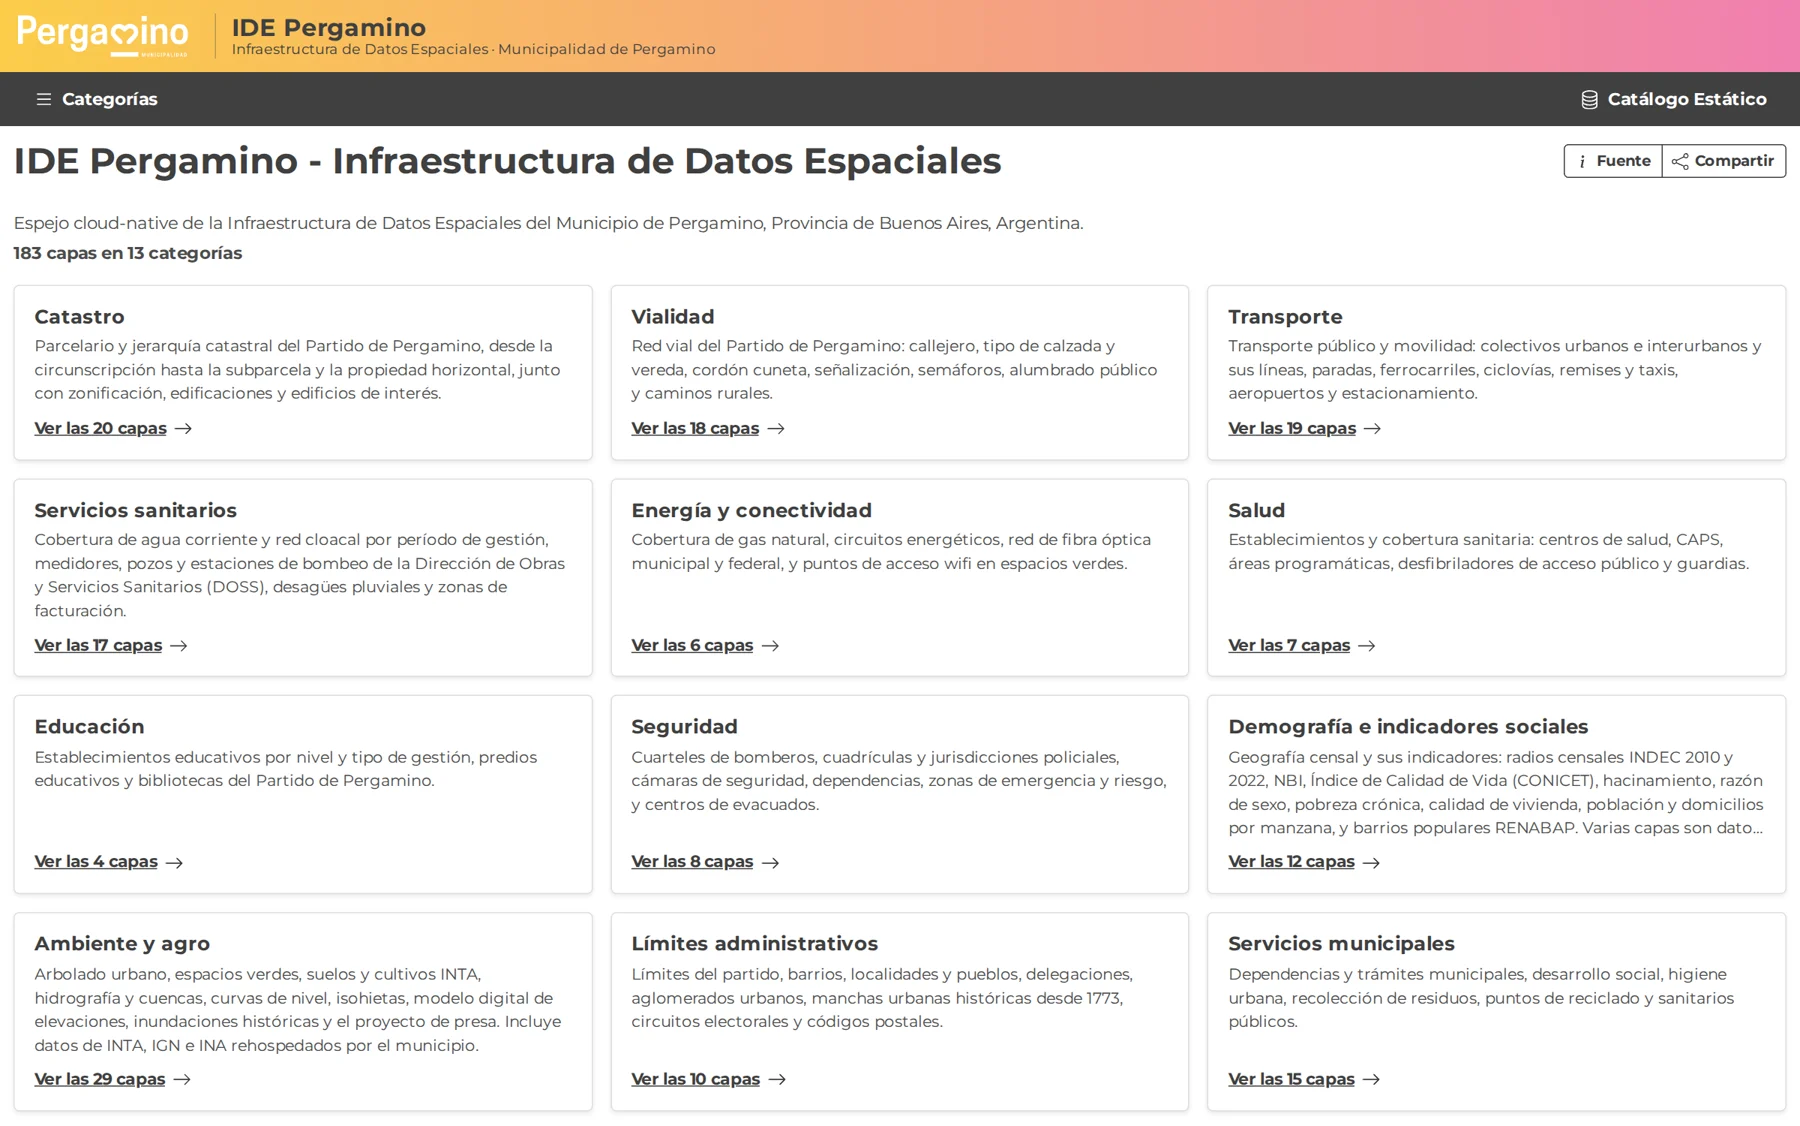 Pergamino
MUNICIPALIDAD
IDE Pergamino
Infraestructura de Datos Espaciales · Municipalidad de Pergamino
Categorías
Catálogo Estático
IDE Pergamino - Infraestructura de Datos Espaciales
Fuente
Compartir
Espejo cloud-native de la Infraestructura de Datos Espaciales del Municipio de Pergamino, Provincia de Buenos Aires, Argentina.
183 capas en 13 categorías
Catastro
Parcelario y jerarquía catastral del Partido de Pergamino, desde la
circunscripción hasta la subparcela y la propiedad horizontal, junto
con zonificación, edificaciones y edificios de interés.
Ver las 20 capas
Vialidad
Red vial del Partido de Pergamino: callejero, tipo de calzada y
vereda, cordón cuneta, señalización, semáforos, alumbrado público
y caminos rurales.
Ver las 18 capas
Transporte
Transporte público y movilidad: colectivos urbanos e interurbanos y
sus líneas, paradas, ferrocarriles, ciclovías, remises y taxis,
aeropuertos y estacionamiento.
Ver las 19 capas
Servicios sanitarios
Cobertura de agua corriente y red cloacal por período de gestión,
medidores, pozos y estaciones de bombeo de la Dirección de Obras
y Servicios Sanitarios (DOSS), desagües pluviales y zonas de
facturación.
Ver las 17 capas
Energía y conectividad
Cobertura de gas natural, circuitos energéticos, red de fibra óptica
municipal y federal, y puntos de acceso wifi en espacios verdes.
Ver las 6 capas
Salud
Establecimientos y cobertura sanitaria: centros de salud, CAPS,
áreas programáticas, desfibriladores de acceso público y guardias.
Ver las 7 capas
Educación
Establecimientos educativos por nivel y tipo de gestión, predios
educativos y bibliotecas del Partido de Pergamino.
Ver las 4 capas
Seguridad
Cuarteles de bomberos, cuadrículas y jurisdicciones policiales,
cámaras de seguridad, dependencias, zonas de emergencia y riesgo,
y centros de evacuados.
Ver las 8 capas
Demografía e indicadores sociales
Geografía censal y sus indicadores: radios censales INDEC 2010 y
2022, NBI, Índice de Calidad de Vida (CONICET), hacinamiento, razón
de sexo, pobreza crónica, calidad de vivienda, población y domicilios
por manzana, y barrios populares RENABAP. Varias capas son dato...
Ver las 12 capas
Ambiente y agro
Arbolado urbano, espacios verdes, suelos y cultivos INTA,
hidrografía y cuencas, curvas de nivel, isohietas, modelo digital de
elevaciones, inundaciones históricas y el proyecto de presa. Incluye
datos de INTA, IGN e INA rehospedados por el municipio.
Ver las 29 capas
Límites administrativos
Límites del partido, barrios, localidades y pueblos, delegaciones,
aglomerados urbanos, manchas urbanas históricas desde 1773,
circuitos electorales y códigos postales.
Ver las 10 capas
Servicios municipales
Dependencias y trámites municipales, desarrollo social, higiene
urbana, recolección de residuos, puntos de reciclado y sanitarios
públicos.
Ver las 15 capas